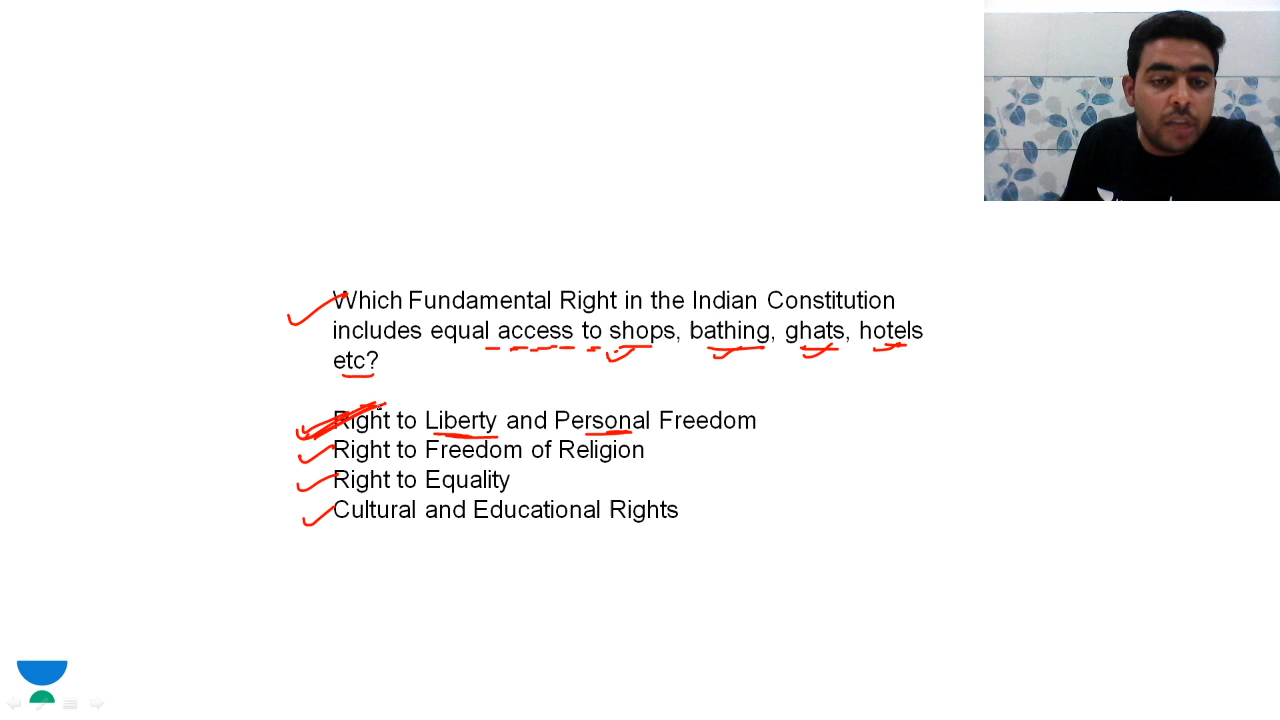 Which Fundamental Right in the Indian Constitution
includes equal access to shops, bathing, ghats, hotels
etc?
Right to Liberty and Personal Freedom
Right to Freedom of Religion
Right to Equality
Cultural and Educational Rights